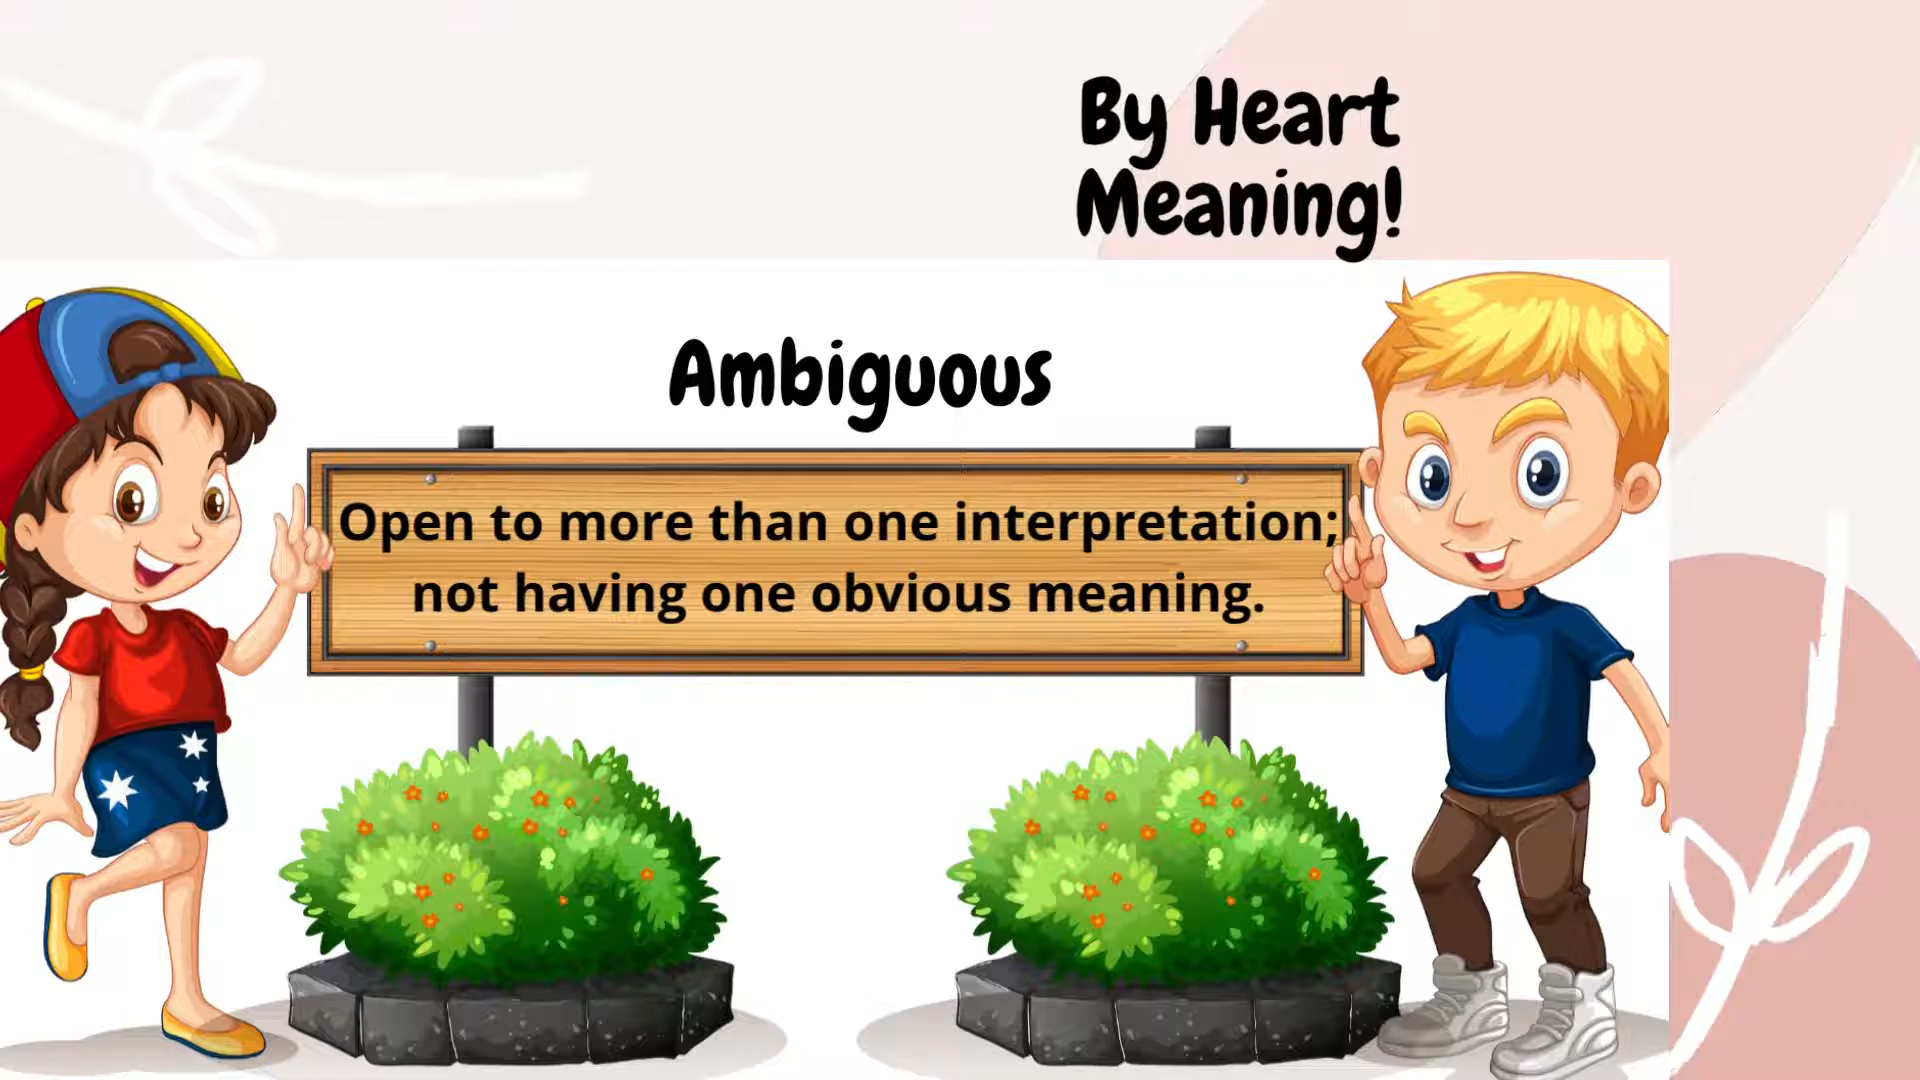 By Heart
Meaning!
Ambiguous
Open to more than one interpretation;
not having one obvious meaning.